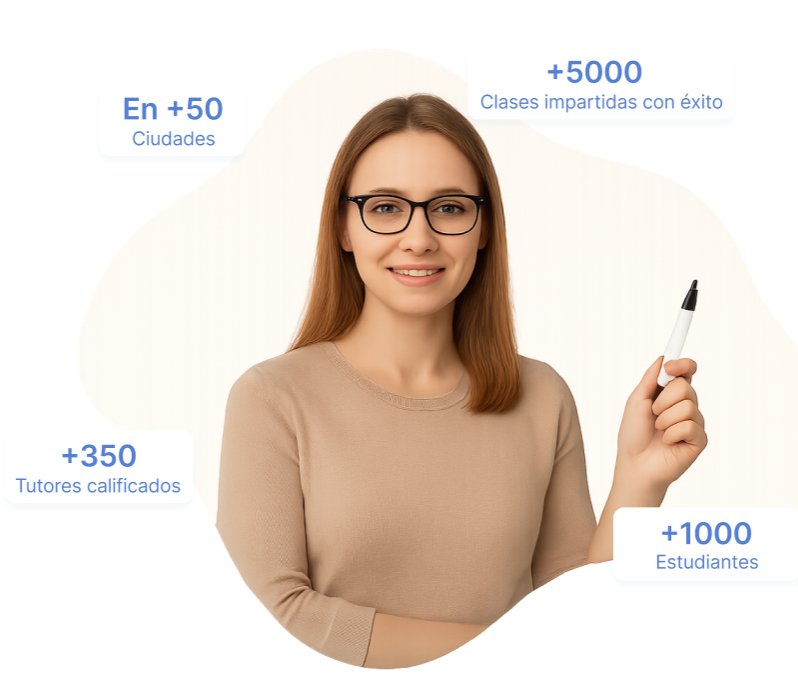 +5000
Clases impartidas con éxito
En +50
Ciudades
+350
Tutores calificados
+1000
Estudiantes